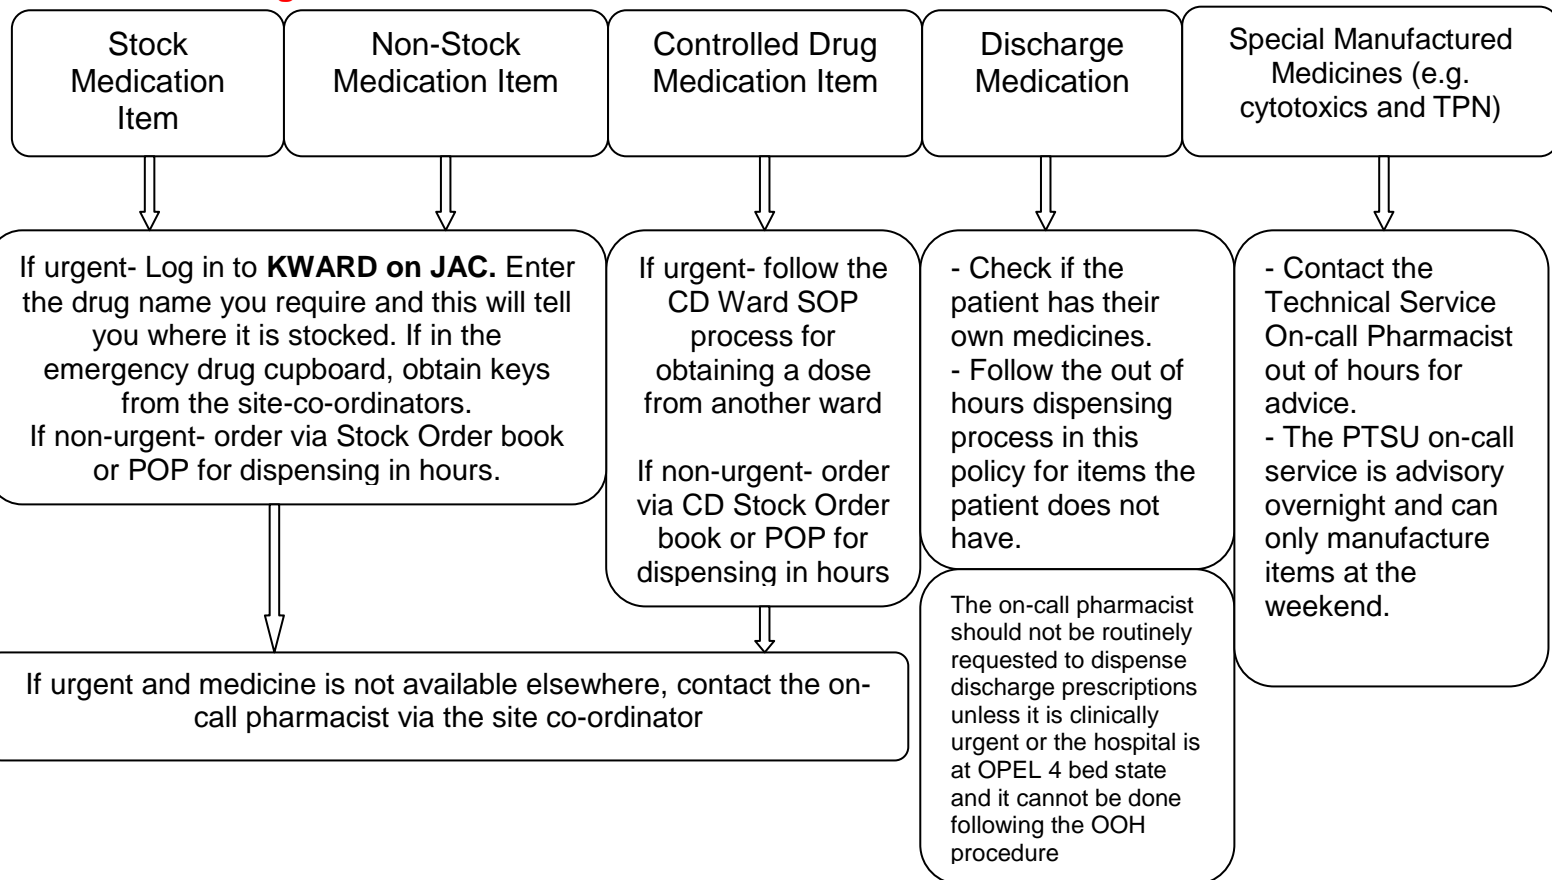 Stock
Medication
Item
Non-Stock
Medication Item
Controlled Drug
Medication Item
Discharge
Medication
Special Manufactured
Medicines (e.g.
cytotoxics and TPN)
If urgent- Log in to KWARD on JAC. Enter
the drug name you require and this will tell
you where it is stocked. If in the
emergency drug cupboard, obtain keys
from the site-co-ordinators.
If non-urgent- order via Stock Order book
or POP for dispensing in hours.
If urgent- follow the
CD Ward SOP
process for
obtaining a dose
from another ward
If non-urgent- order
via CD Stock Order
book or POP for
dispensing in hours
- Check if the
patient has their
own medicines.
- Follow the out of
hours dispensing
process in this
policy for items the
patient does not
have.
- Contact the
Technical Service
On-call Pharmacist
out of hours for
advice.
- The PTSU on-call
service is advisory
overnight and can
only manufacture
items at the
weekend.
If urgent and medicine is not available elsewhere, contact the on-
call pharmacist via the site co-ordinator
The on-call pharmacist
should not be routinely
requested to dispense
discharge prescriptions
unless it is clinically
urgent or the hospital is
at OPEL 4 bed state
and it cannot be done
following the OOH
procedure